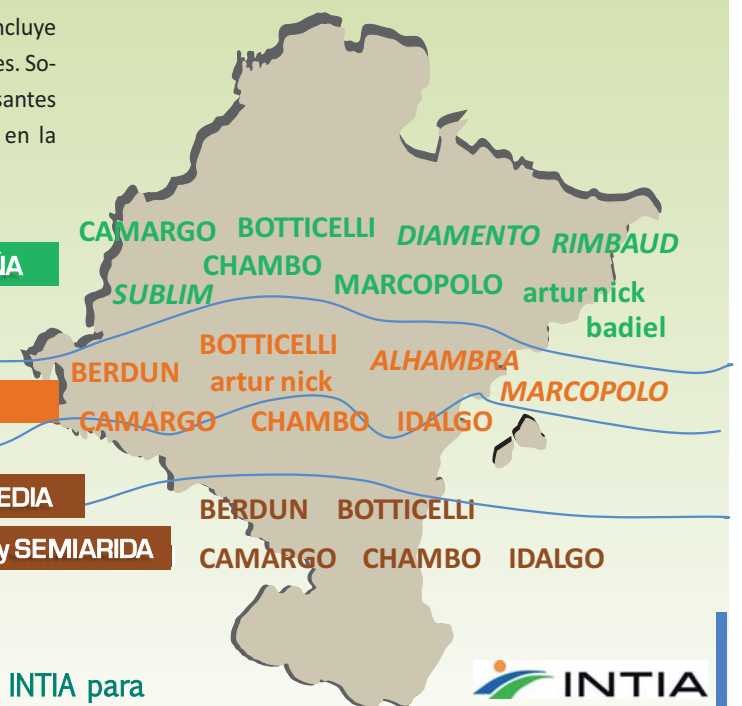 ncluye
es. So-
santes
en la
CAMARGO BOTTICELLI DIAMENTO RIMBAUD
CHAMBO
SUBLIM MARCOPOLO artur nick
badiel
ÑA
BOTTICELLI
BERDUN artur nick ALHAMBRA
MARCOPOLO
CAMARGO CHAMBO IDALGO
EDIA
BERDUN BOTTICELLI
y SEMIARIDA
CAMARGO CHAMBO IDALGO
INTIA para
INTIA